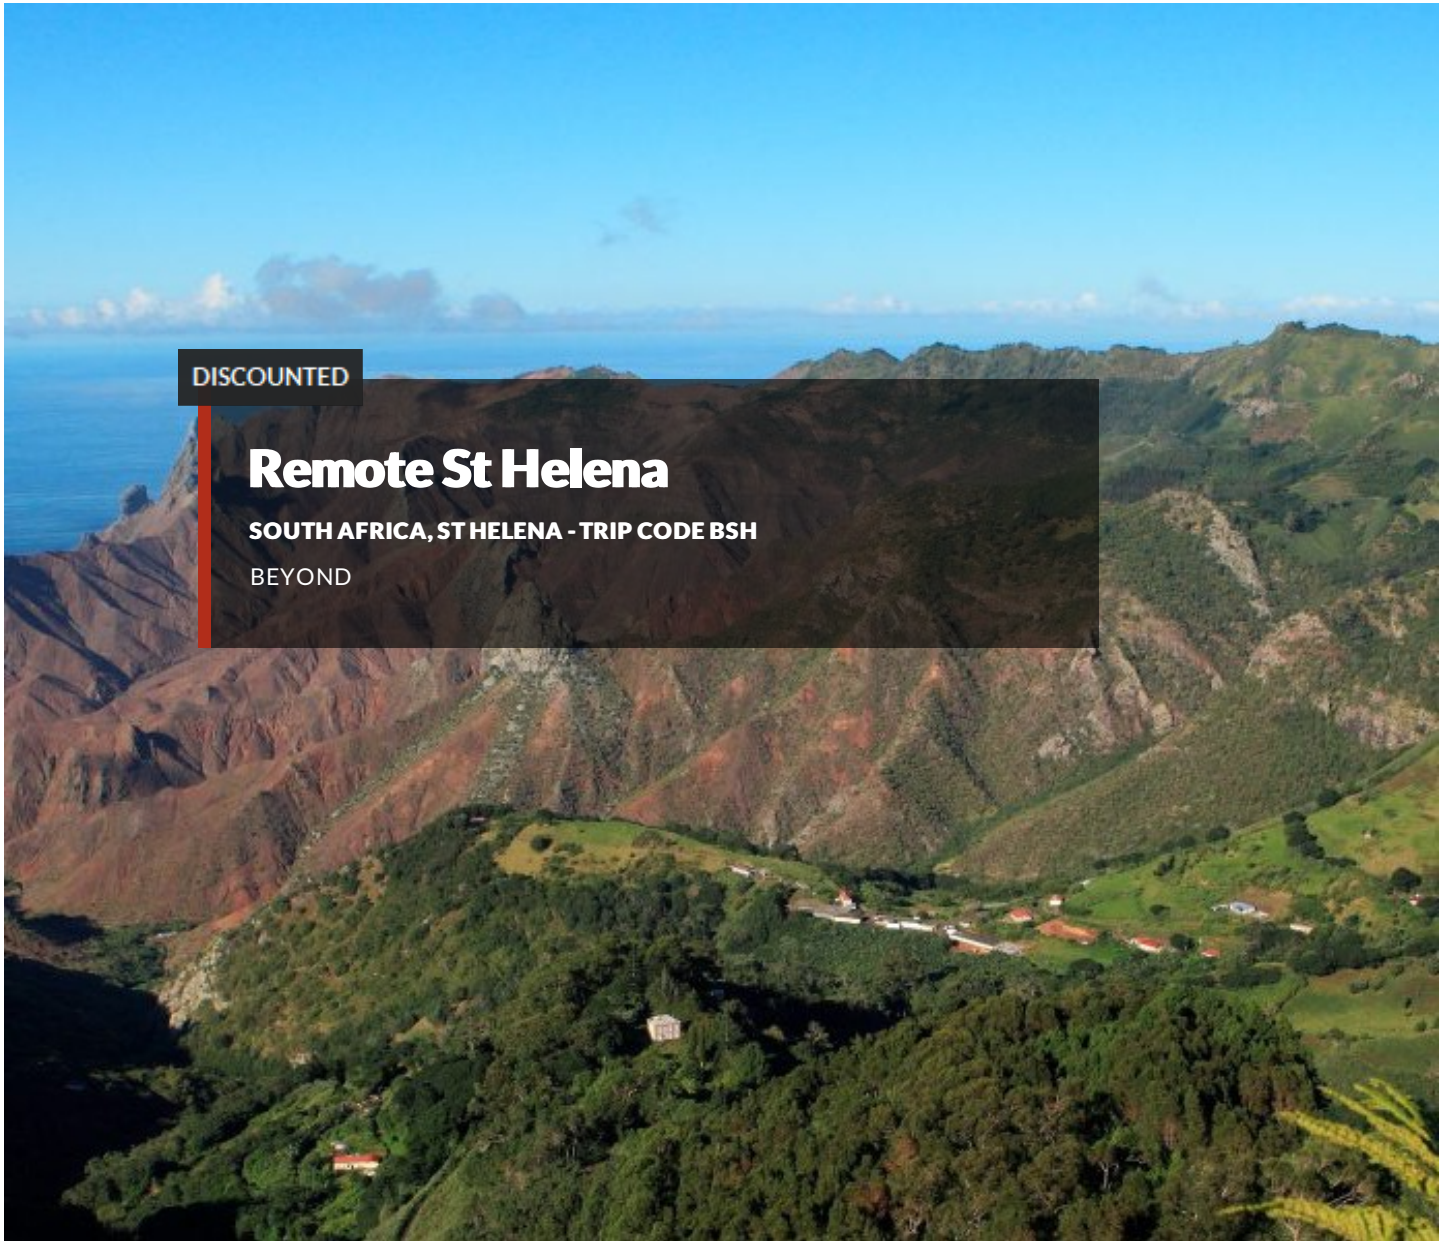 DISCOUNTED
Remote St Helena
SOUTH AFRICA, ST HELENA - TRIP CODE BSH
BEYOND